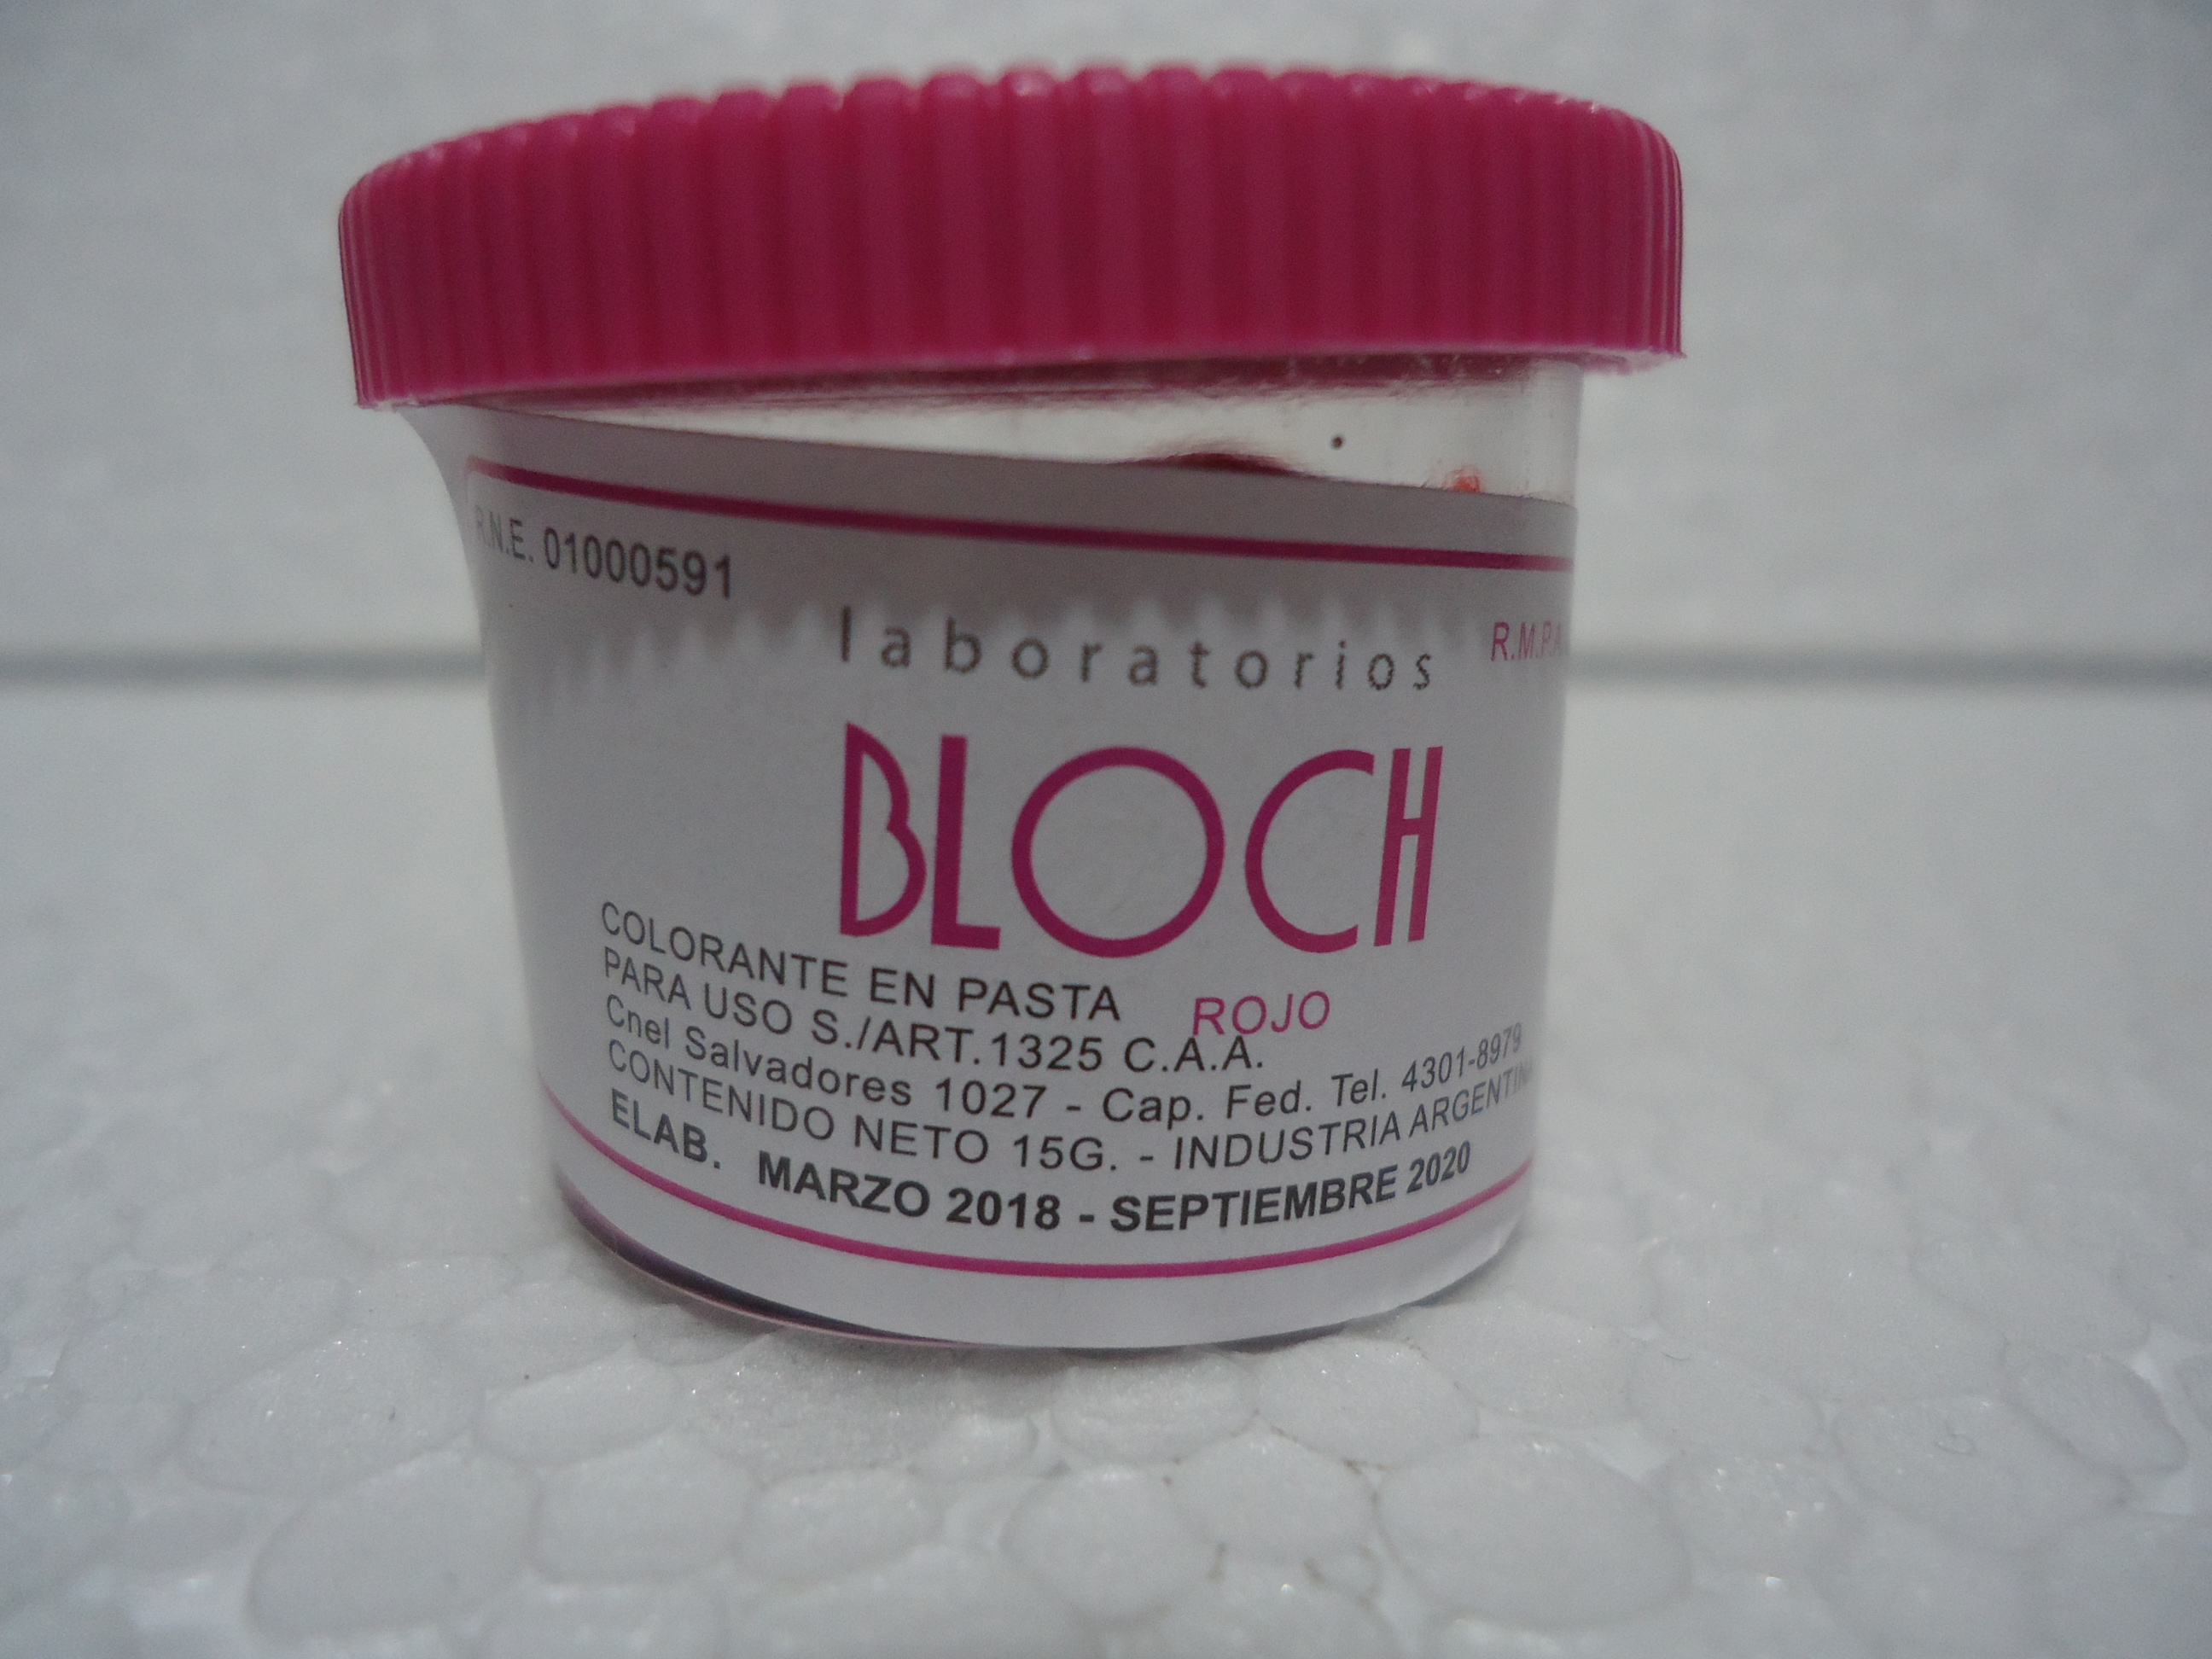 R.N.E. 01000591
laboratorios
R.M.P.A
BLOCH
COLORANTE EN PASTA ROJO
PARA USO S./ART.1325 C.A.A.
Cnel Salvadores 1027 - Cap. Fed. Tel. 4301-8979
CONTENIDO NETO 15G. - INDUSTRIA ARGENTINA
ELAB. MARZO 2018 - SEPTIEMBRE 2020